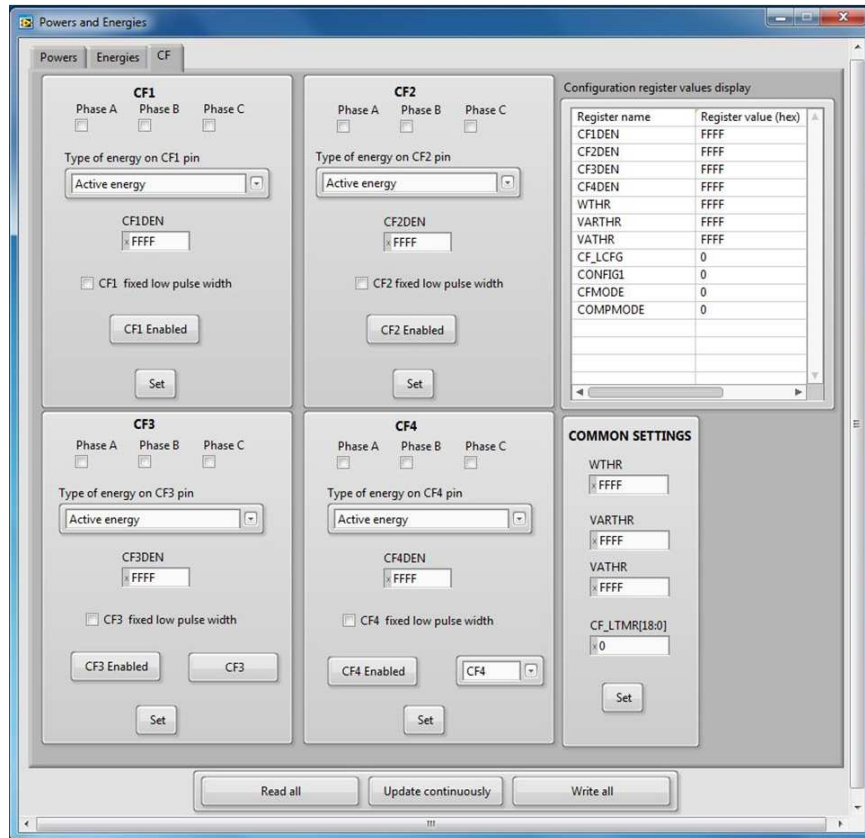 Powers and Energies
Powers Energies CF
CF1
Phase A Phase B Phase C
Type of energy on CF1 pin
Active energy
CF1DEN
x FFFF
CF1 fixed low pulse width
CF1 Enabled
Set
CF2
Phase A Phase B Phase C
Type of energy on CF2 pin
Active energy
CF2DEN
x FFFF
CF2 fixed low pulse width
CF2 Enabled
Set
Configuration register values display
Register name Register value (hex)
CF1DEN FFFF
CF2DEN FFFF
CF3DEN FFFF
CF4DEN FFFF
WTHR FFFF
VARTHR FFFF
VATHR FFFF
CF_LCFG 0
CONFIG1 0
CFMODE 0
COMPMODE 0
CF3
Phase A Phase B Phase C
Type of energy on CF3 pin
Active energy
CF3DEN
x FFFF
CF3 fixed low pulse width
CF3 Enabled CF3
Set
CF4
Phase A Phase B Phase C
Type of energy on CF4 pin
Active energy
CF4DEN
x FFFF
CF4 fixed low pulse width
CF4 Enabled CF4
Set
COMMON SETTINGS
WTHR
x FFFF
VARTHR
x FFFF
VATHR
x FFFF
CF_LTMR[18:0]
x 0
Set
Read all Update continuously Write all